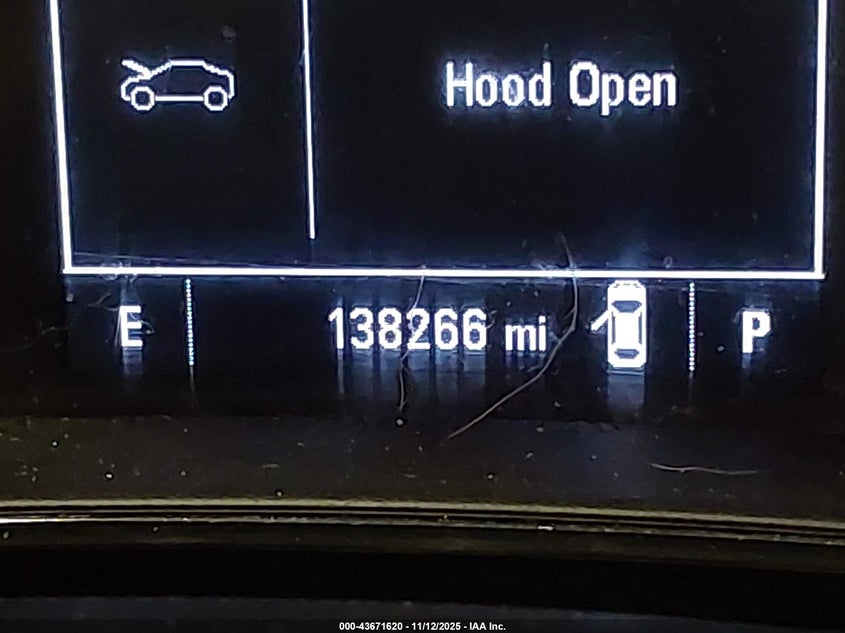 Hood Open
E 138266 mi P
000-43671620 - 11/12/2025 - IAA Inc.